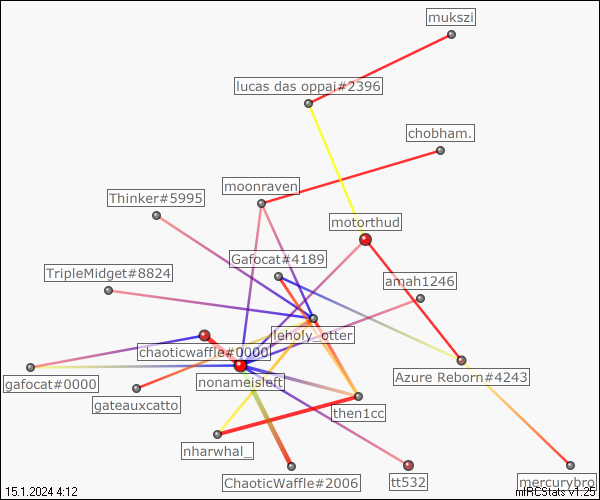 mukszi
lucas das oppai#2396
chobham.
Thinker#5995
moonraven
motorthud
Gafocat#4189
TripleMidget#8824
amah1246
leholy_otter
chaoticwaffle#0000
gafocat#0000
nonameisleft
Azure Reborn#4243
gateauxcatto
then1cc
nharwhal_
ChaoticWaffle#2006
tt532
mercurybro
15.1.2024 4:12
mIRCStats v1.25